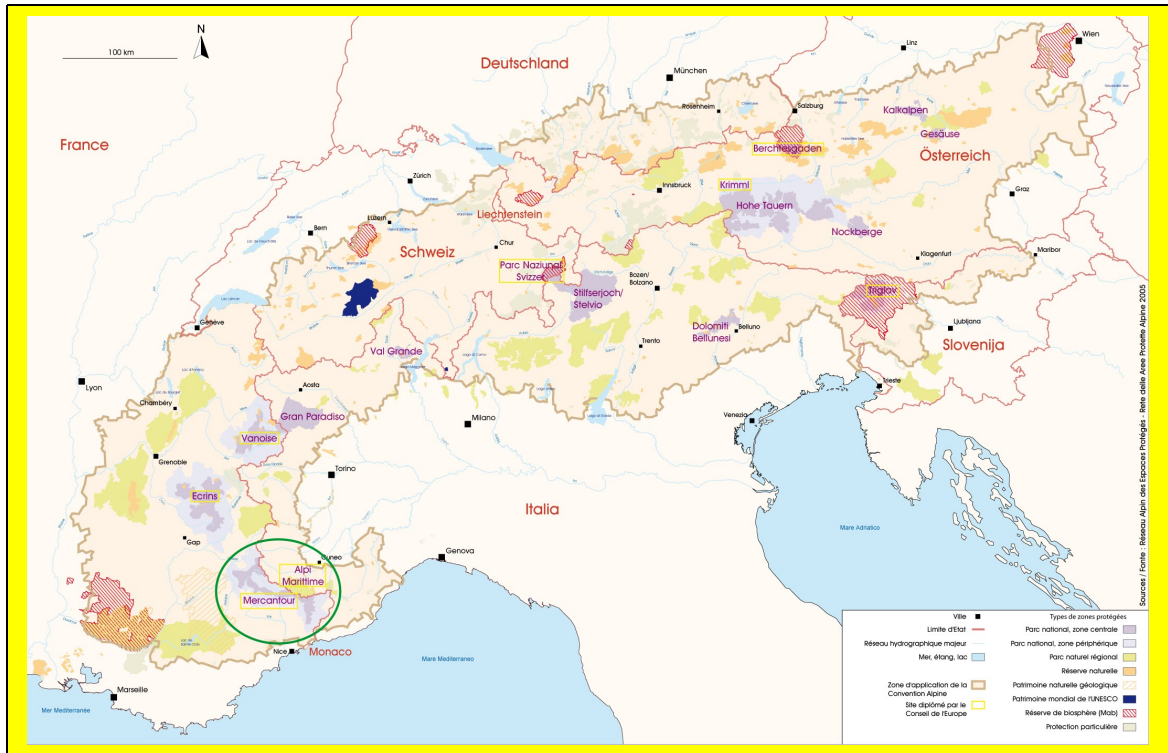 N
100 km
Linz
Wien
Deutschland
München
Rosenheim
Salzburg
Kalkalpen
Gesäuse
France
Berchtesgaden
Österreich
Zürich
Innsbruck
Krimml
Graz
Liechtenstein
Hohe Tauern
Luzern
Bern
Nockberge
Schweiz
Chur
Klagenfurt
Maribor
Parc Naziunal
Svizzer
Stilfserjoch/
Stelvio
Bozen/
Bolzano
Triglav
Lac Léman
Genève
Dolomiti
Bellunesi
Belluno
Ljubljana
Slovenija
Val Grande
Trento
Lyon
Aosta
Trieste
Chambéry
Gran Paradiso
Milano
Venezia
Vanoise
Grenoble
Torino
Ecrins
Italia
Mare Adriatico
Gap
Cuneo
Genova
Alpi
Marittime
Mercantour
Nice
Monaco
Mare Mediterraneo
Marseille
Mer Mediterranée
Sources / Fonte : Réseau Alpin des Espaces Protégés - Rete delle Aree Protette Alpine 2005
Ville
Limite d'Etat
Réseau hydrographique majeur
Mer, étang, lac
Zone d'application de la
Convention Alpine
Site diplômé par le
Conseil de l'Europe
Types de zones protégées
Parc national, zone centrale
Parc national, zone périphérique
Parc naturel régional
Réserve naturelle
Patrimoine naturelle géologique
Patrimoine mondial de l'UNESCO
Réserve de biosphère (Mab)
Protection particulière